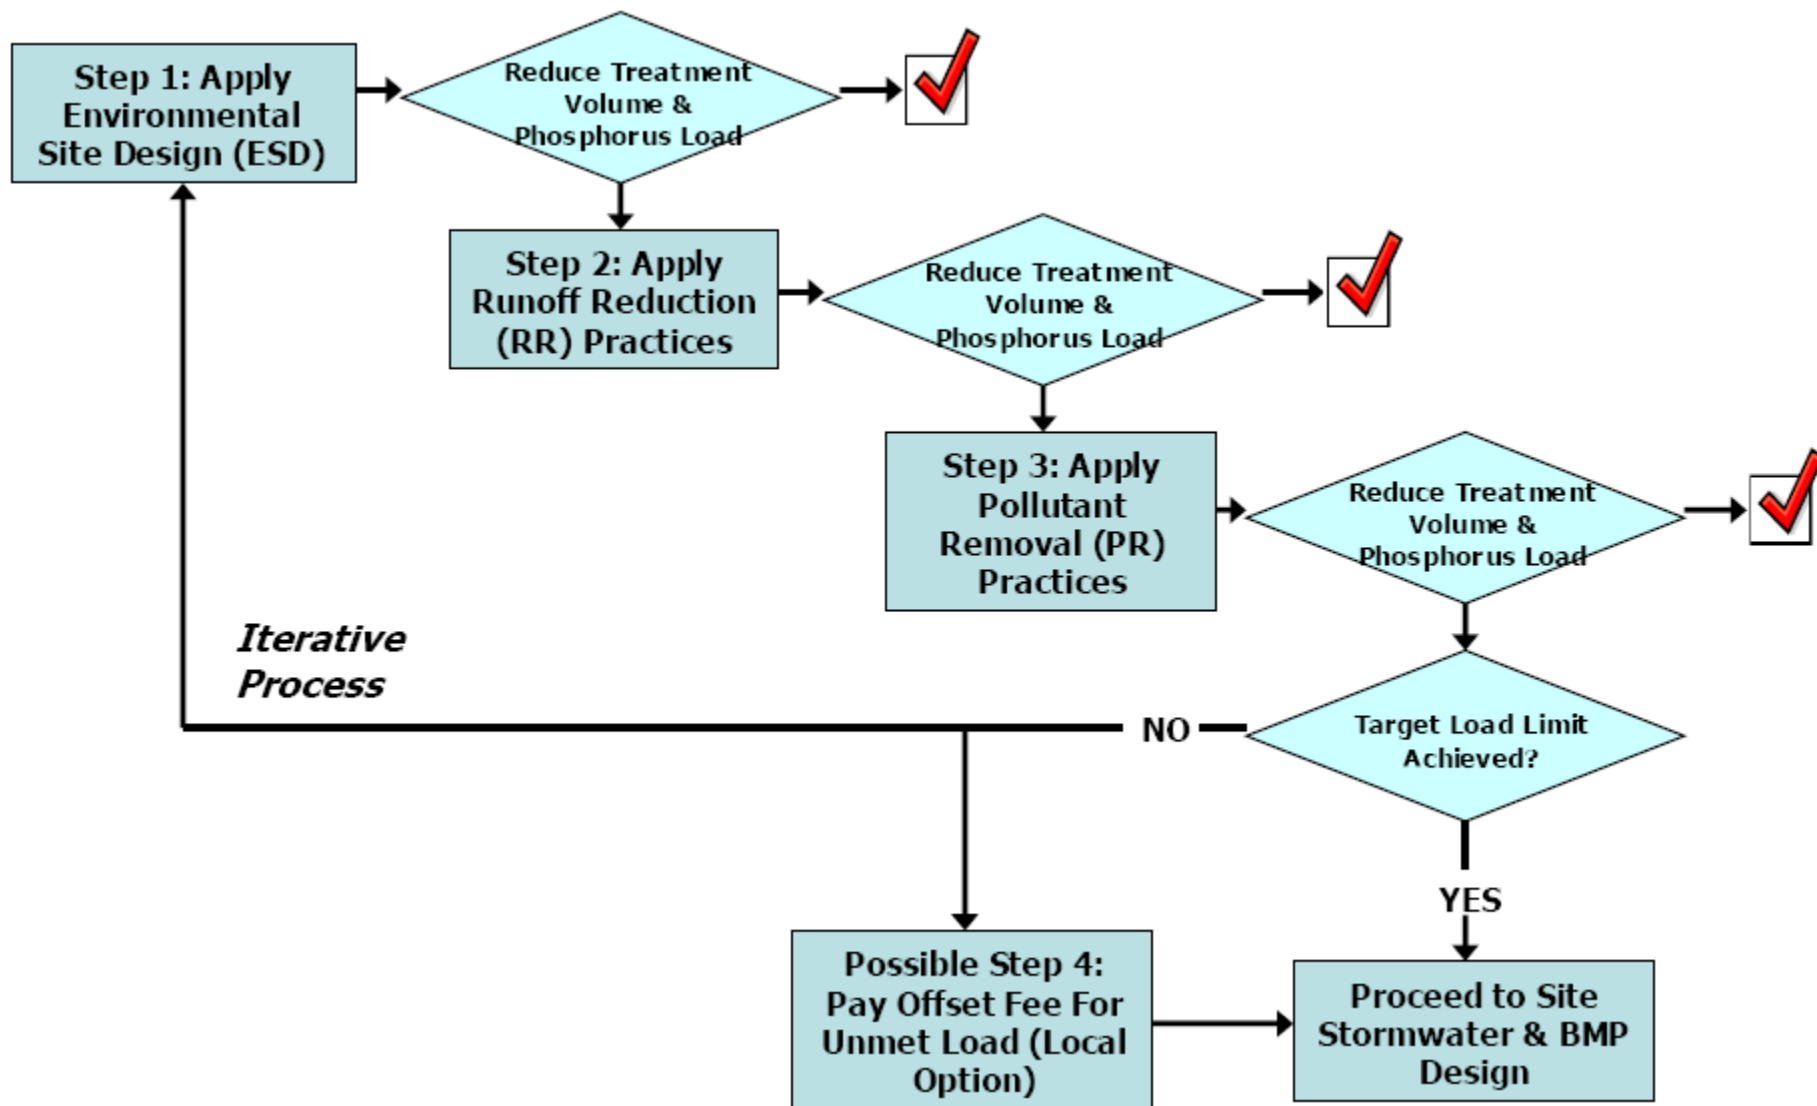 Step 1: Apply
Environmental
Site Design (ESD)
Reduce Treatment
Volume &
Phosphorus Load
Step 2: Apply
Runoff Reduction
(RR) Practices
Reduce Treatment
Volume &
Phosphorus Load
Step 3: Apply
Pollutant
Removal (PR)
Practices
Reduce Treatment
Volume &
Phosphorus Load
Iterative
Process
NO
Target Load Limit
Achieved?
YES
Possible Step 4:
Pay Offset Fee For
Unmet Load (Local
Option)
Proceed to Site
Stormwater & BMP
Design